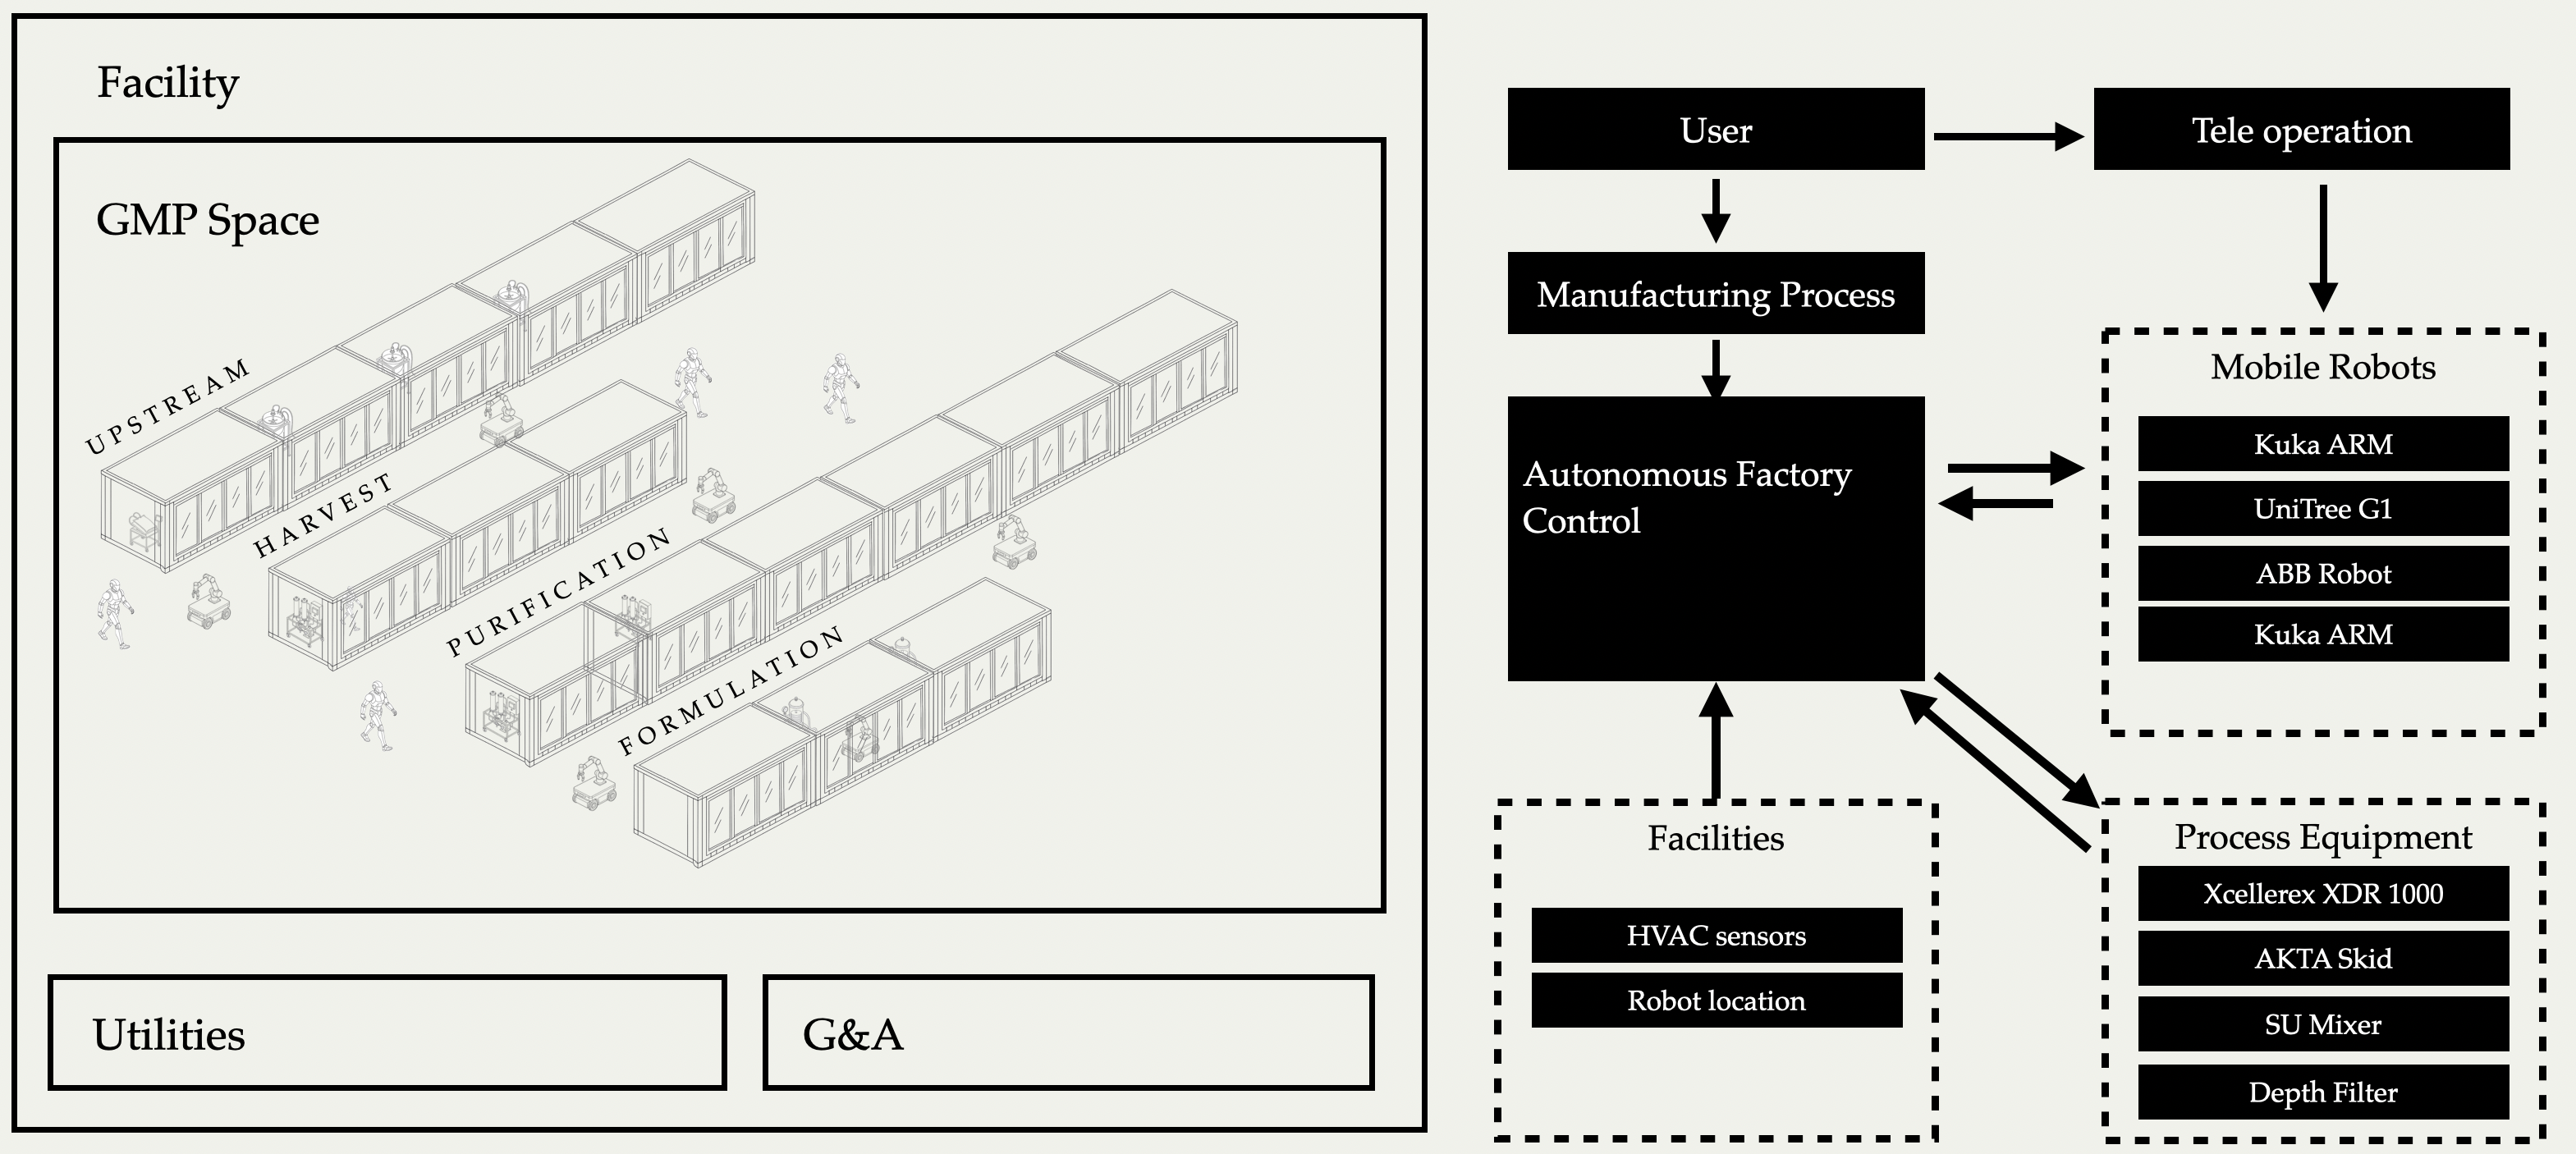 Facility
GMP Space
UPSTREAM
HARVEST
PURIFICATION
FORMULATION
Utilities
G&A
User
Tele operation
Manufacturing Process
Autonomous Factory
Control
Mobile Robots
Kuka ARM
UniTree G1
ABB Robot
Kuka ARM
Facilities
HVAC sensors
Robot location
Process Equipment
Xcellerex XDR 1000
AKTA Skid
SU Mixer
Depth Filter